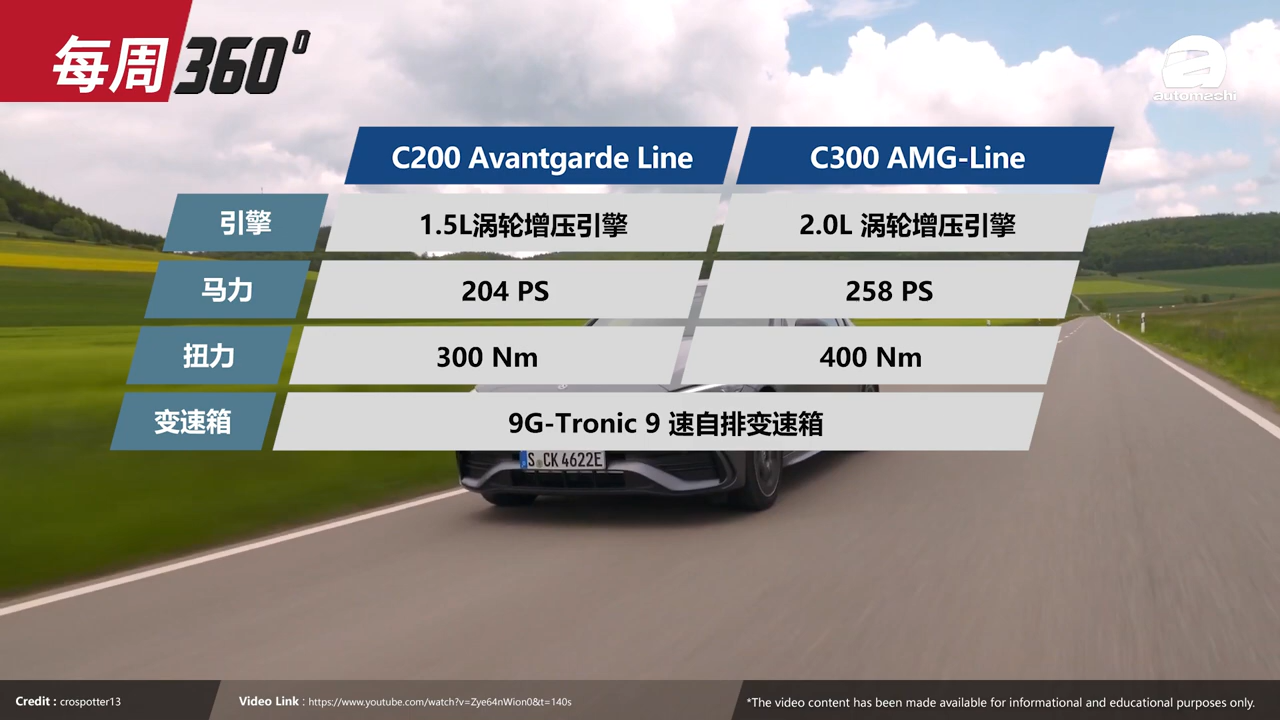 每周360°
automachi
C200 Avantgarde Line
C300 AMG-Line
引擎
1.5L涡轮增压引擎
2.0L 涡轮增压引擎
马力
204 PS
258 PS
扭力
300 Nm
400 Nm
变速箱
9G-Tronic 9 速自排变速箱
S CK 4622E
Credit : crospotter13
Video Link : https://www.youtube.com/watch?v=Zye64nWion0&t=140s
*The video content has been made available for informational and educational purposes only.